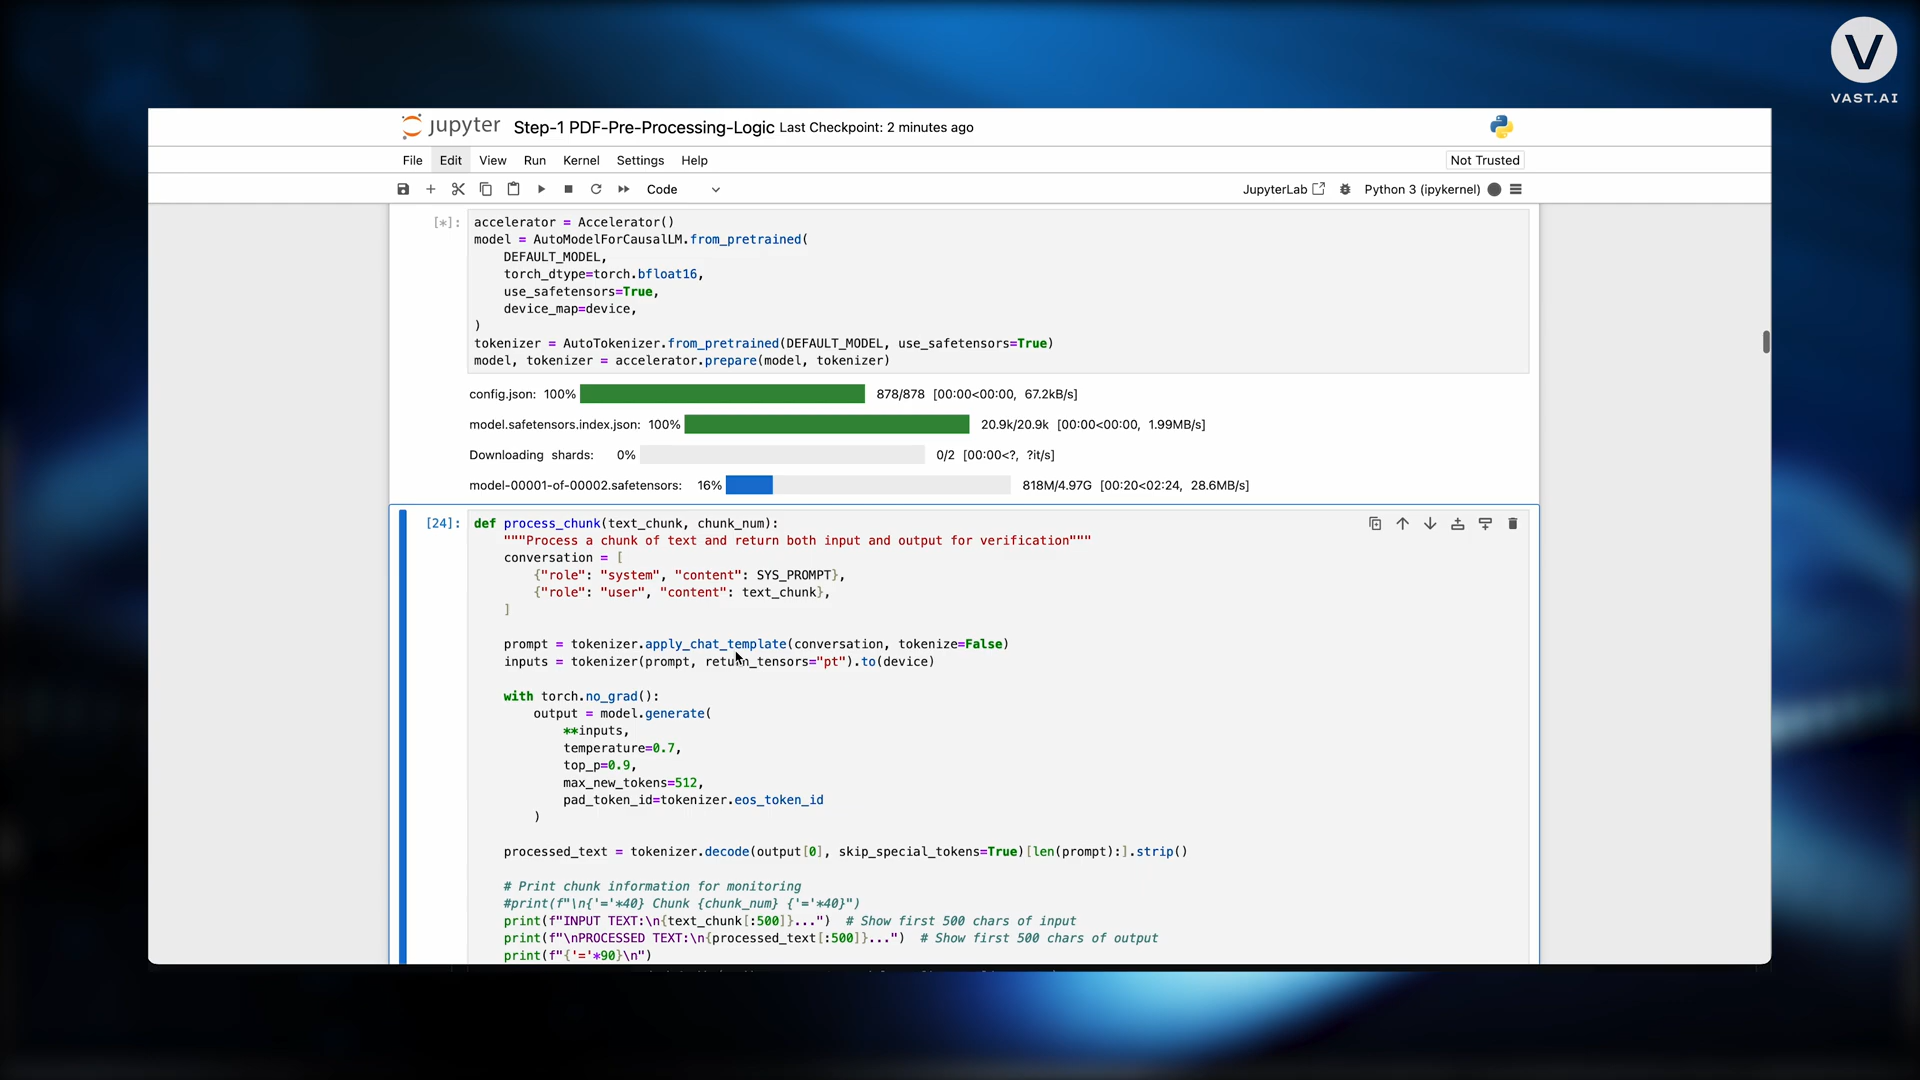 V
VAST.AI
jupyter Step-1 PDF-Pre-Processing-Logic Last Checkpoint: 2 minutes ago
File Edit View Run Kernel Settings Help Not Trusted
Code JupyterLab Python 3 (ipykernel)
[*]: accelerator = Accelerator()
model = AutoModelForCausalLM.from_pretrained(
    DEFAULT_MODEL,
    torch_dtype=torch.bfloat16,
    use_safetensors=True,
    device_map=device,
)
tokenizer = AutoTokenizer.from_pretrained(DEFAULT_MODEL, use_safetensors=True)
model, tokenizer = accelerator.prepare(model, tokenizer)
config.json: 100% 878/878 [00:00<00:00, 67.2kB/s]
model.safetensors.index.json: 100% 20.9k/20.9k [00:00<00:00, 1.99MB/s]
Downloading shards: 0% 0/2 [00:00<?, ?it/s]
model-00001-of-00002.safetensors: 16% 818M/4.97G [00:20<02:24, 28.6MB/s]
[24]: def process_chunk(text_chunk, chunk_num):
    """Process a chunk of text and return both input and output for verification"""
    conversation = [
        {"role": "system", "content": SYS_PROMPT},
        {"role": "user", "content": text_chunk},
    ]
    prompt = tokenizer.apply_chat_template(conversation, tokenize=False)
    inputs = tokenizer(prompt, return_tensors="pt").to(device)
    with torch.no_grad():
        output = model.generate(
            **inputs,
            temperature=0.7,
            top_p=0.9,
            max_new_tokens=512,
            pad_token_id=tokenizer.eos_token_id
        )
    processed_text = tokenizer.decode(output[0], skip_special_tokens=True)[len(prompt):].strip()
    # Print chunk information for monitoring
    #print(f"\n{'='*40} Chunk {chunk_num} {'='*40}")
    print(f"INPUT TEXT:\n{text_chunk[:500]}...")  # Show first 500 chars of input
    print(f"\nPROCESSED TEXT:\n{processed_text[:500]}...")  # Show first 500 chars of output
    print(f"{'='*90}\n")